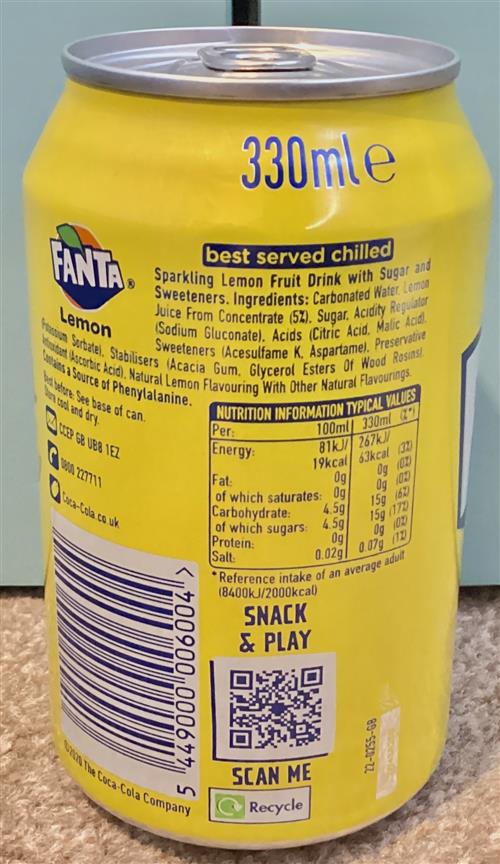 330ml e
FANTA®
Lemon
best served chilled
Sparkling Lemon Fruit Drink with Sugar and
Sweeteners. Ingredients: Carbonated Water, Lemon
Juice From Concentrate (5%), Sugar, Acidity Regulator
(Sodium Gluconate), Acids (Citric Acid, Malic Acid),
Sweeteners (Acesulfame K, Aspartame), Preservative
(Potassium Sorbate), Stabilisers (Acacia Gum, Glycerol Esters Of Wood Rosins),
Antioxidant (Ascorbic Acid), Natural Lemon Flavouring With Other Natural Flavourings.
Contains a Source of Phenylalanine.
Best before: See base of can.
Store cool and dry.
CCEP GB UB8 1EZ
0800 227711
Coca-Cola.co.uk
NUTRITION INFORMATION TYPICAL VALUES
Per: 100ml 330ml (%*)
Energy: 81kJ/ 267kJ/
19kcal 63kcal (3%)
Fat: 0g 0g (0%)
of which saturates: 0g 0g (0%)
Carbohydrate: 4.5g 15g (6%)
of which sugars: 4.5g 15g (17%)
Protein: 0g 0g (0%)
Salt: 0.02g 0.07g (1%)
*Reference intake of an average adult
(8400kJ/2000kcal)
SNACK
& PLAY
SCAN ME
Recycle
5 449000 006004 >
©2020 The Coca-Cola Company
22-0255-GB